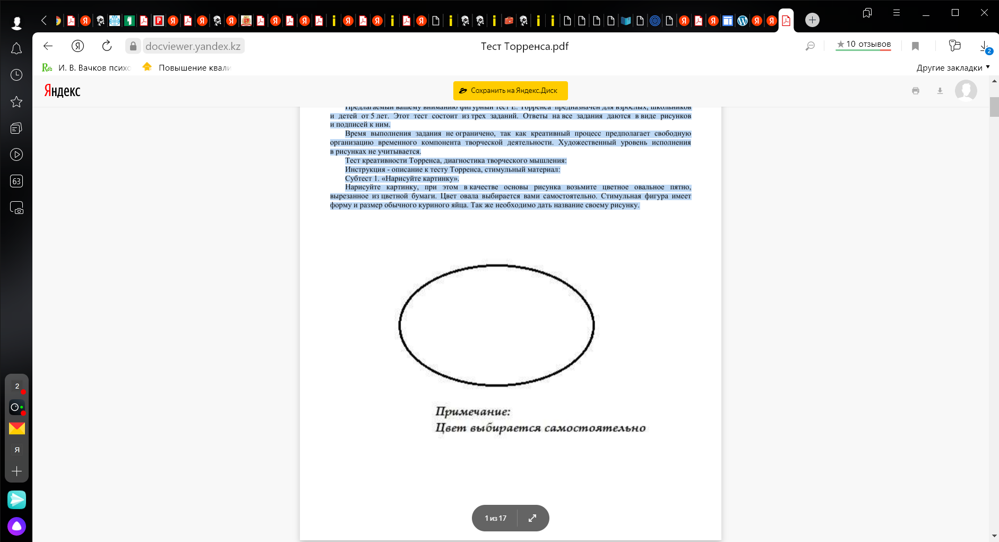 docviewer.yandex.kz
Тест Торренса.pdf
10 отзывов
2
И. В. Вачков психо
Повышение квали
Другие закладки
Яндекс
Сохранить на Яндекс.Диск
Предлагаемый вашему вниманию фигурный тест Е. Торренса предназначен для взрослых, школьников
и детей от 5 лет. Этот тест состоит из трех заданий. Ответы на все задания даются в виде рисунков
и подписей к ним.
Время выполнения задания не ограничено, так как креативный процесс предполагает свободную
организацию временного компонента творческой деятельности. Художественный уровень исполнения
в рисунках не учитывается.
Тест креативности Торренса, диагностика творческого мышления:
Инструкция - описание к тесту Торренса, стимульный материал:
Субтест 1. «Нарисуйте картинку».
Нарисуйте картинку, при этом в качестве основы рисунка возьмите цветное овальное пятно,
вырезанное из цветной бумаги. Цвет овала выбирается вами самостоятельно. Стимульная фигура имеет
форму и размер обычного куриного яйца. Так же необходимо дать название своему рисунку.
Примечание:
Цвет выбирается самостоятельно
1 из 17
63
2
Я